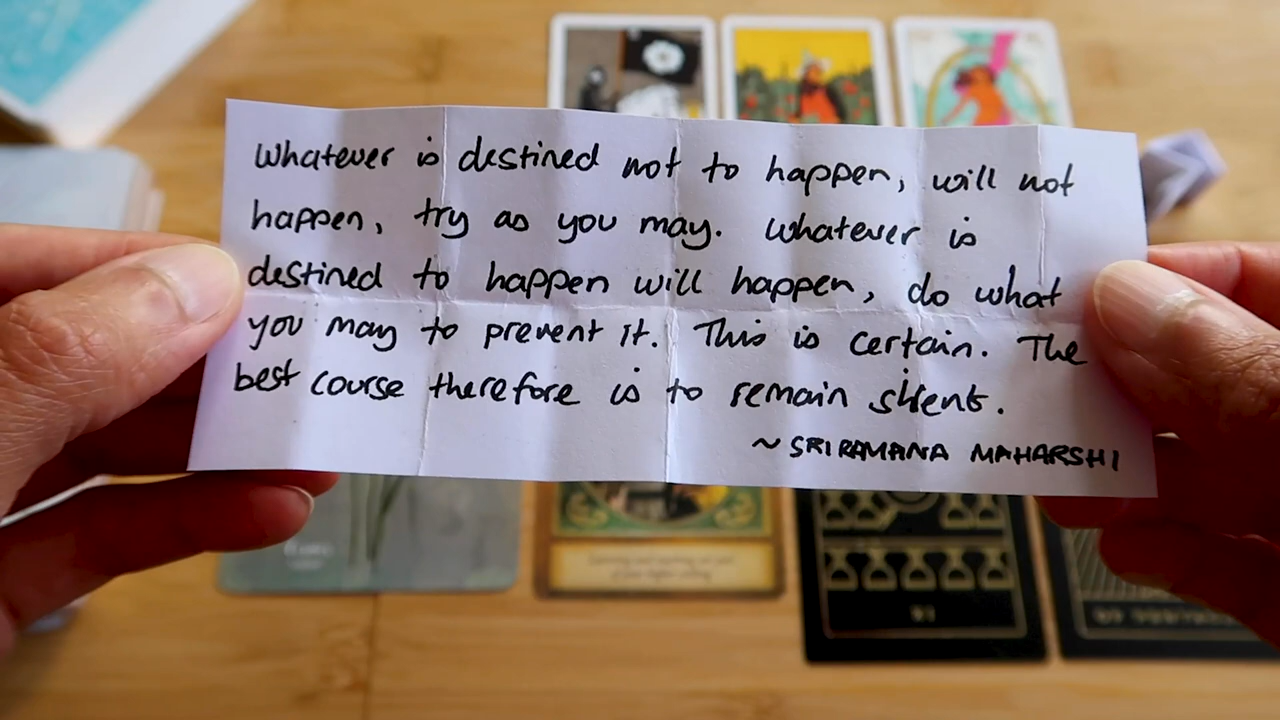 Whatever is destined not to happen, will not
happen, try as you may. Whatever is
destined to happen will happen, do what
you may to prevent it. This is certain. The
best course therefore is to remain silent.
~ SRI RAMANA MAHARSHI
VI